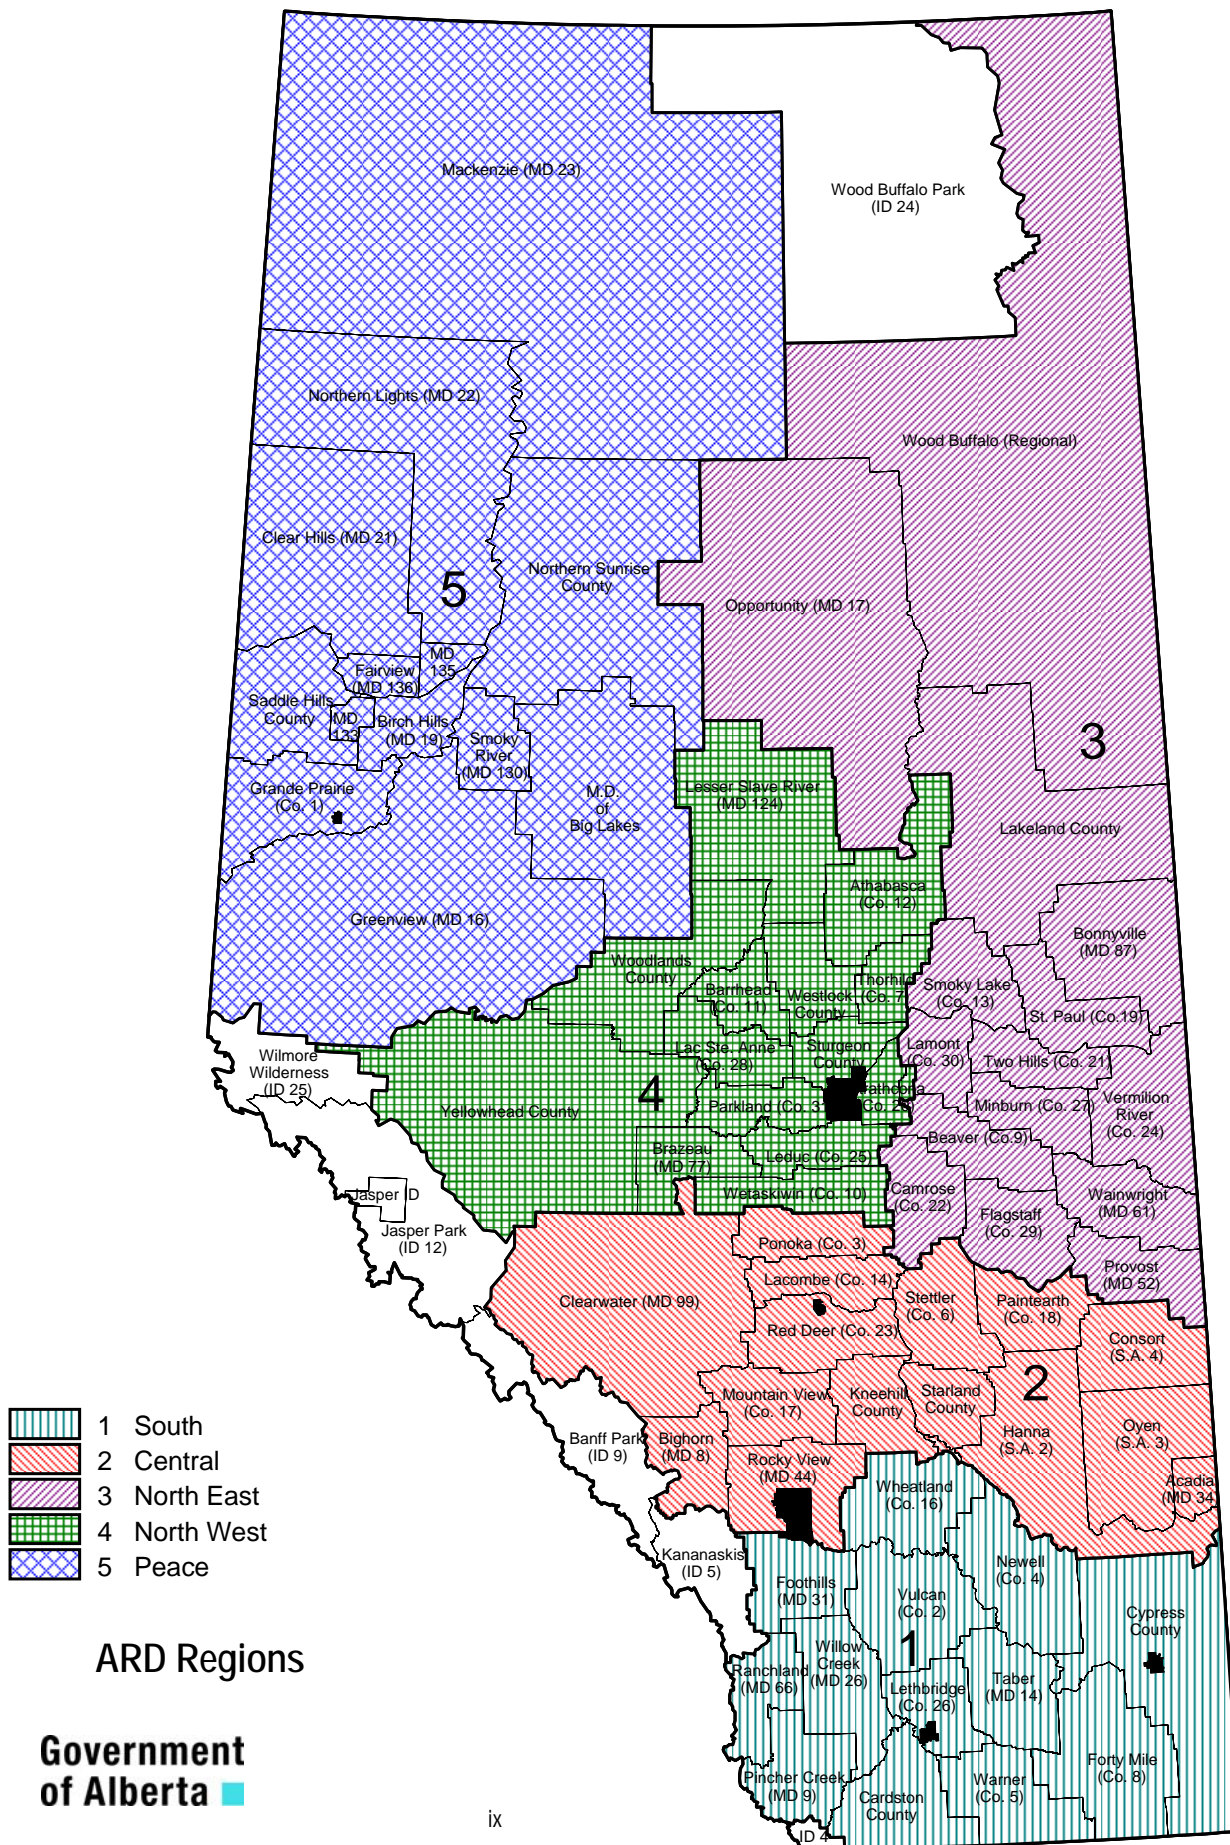 Mackenzie (MD 23)
Wood Buffalo Park
(ID 24)
Northern Lights (MD 22)
Wood Buffalo (Regional)
Clear Hills (MD 21)
5
Northern Sunrise
County
Opportunity (MD 17)
MD
135
Fairview
(MD 136)
Saddle Hills
County
MD
133
Birch Hills
(MD 19)
Smoky
River
(MD 130)
3
Grande Prairie
(Co. 1)
M.D.
of
Big Lakes
Lesser Slave River
(MD 124)
Lakeland County
Athabasca
(Co. 12)
Greenview (MD 16)
Bonnyville
(MD 87)
Woodlands
County
Barrhead
(Co. 11)
Westlock
County
Thorhild
(Co. 7)
Smoky Lake
(Co. 13)
St. Paul (Co.19)
Wilmore
Wilderness
(ID 25)
Lac Ste. Anne
(Co. 28)
Sturgeon
County
Lamont
(Co. 30)
Two Hills (Co. 21)
Yellowhead County
4
Parkland (Co. 3
Minburn (Co. 27)
Vermilion
River
(Co. 24)
Brazeau
(MD 77)
Leduc (Co. 25)
Beaver (Co.9)
Jasper ID
Wetaskiwin (Co. 10)
Camrose
(Co. 22)
Flagstaff
(Co. 29)
Wainwright
(MD 61)
Jasper Park
(ID 12)
Ponoka (Co. 3)
Provost
(MD 52)
Clearwater (MD 99)
Lacombe (Co. 14)
Stettler
(Co. 6)
Paintearth
(Co. 18)
Red Deer (Co. 23)
Consort
(S.A. 4)
2
Mountain View
(Co. 17)
Kneehill
County
Starland
County
Hanna
(S.A. 2)
Oyen
(S.A. 3)
Banff Park
(ID 9)
Bighorn
(MD 8)
Rocky View
(MD 44)
Wheatland
(Co. 16)
Acadia
(MD 34)
Kananaskis
(ID 5)
Foothills
(MD 31)
Newell
(Co. 4)
Vulcan
(Co. 2)
Cypress
County
1
Willow
Creek
(MD 26)
Ranchland
(MD 66)
Lethbridge
(Co. 26)
Taber
(MD 14)
Pincher Creek
(MD 9)
Cardston
County
Warner
(Co. 5)
Forty Mile
(Co. 8)
ID 4
1 South
2 Central
3 North East
4 North West
5 Peace
ARD Regions
Government
of Alberta
ix